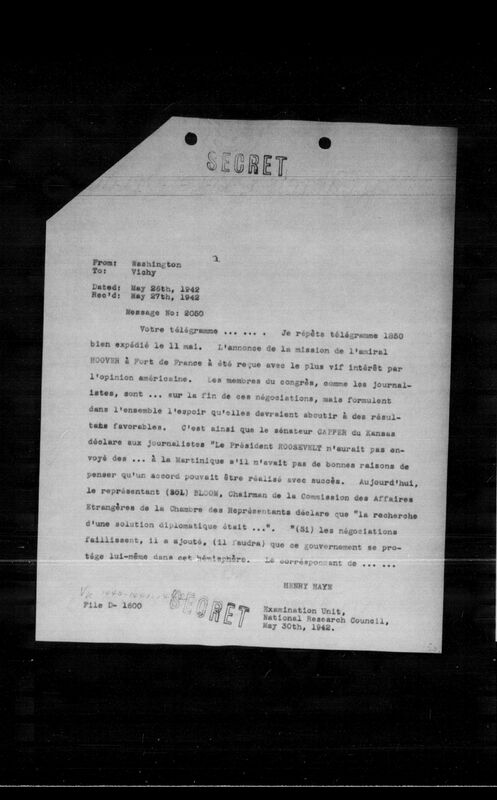 SECRET
From: Washington
To: Vichy
Dated: May 26th, 1942
Rec'd: May 27th, 1942
Message No: 2050
Votre télégramme ... ... . Je répète télégramme 1850
bien expédié le 11 mai. L'annonce de la mission de l'amiral
HOOVER à Fort de France à été reçue avec le plus vif intérêt par
l'opinion américaine. Les membres du congrès, comme les journal-
istes, sont ... sur la fin de ces négociations, mais formulent
dans l'ensemble l'espoir qu'elles devraient aboutir à des résul-
tats favorables. C'est ainsi que le sénateur CAPPER du Kansas
déclare aux journalistes "Le Président ROOSEVELT n'aurait pas en-
voyé des ... à la Martinique s'il n'avait pas de bonnes raisons de
penser qu'un accord pouvait être réalisé avec succès. Aujourd'hui,
le représentant (SOL) BLOOM, Chairman de la Commission des Affaires
Etrangères de la Chambre des Représentants déclare que "la recherche
d'une solution diplomatique était ...". "(Si) les négociations
faillissent, il a ajouté, (il faudra) que ce gouvernement se pro-
tége lui-même dans cet hémisphère. Le correspondant de ... ...
HENRY HAYE
File D- 1600
SECRET
Examination Unit,
National Research Council,
May 30th, 1942.